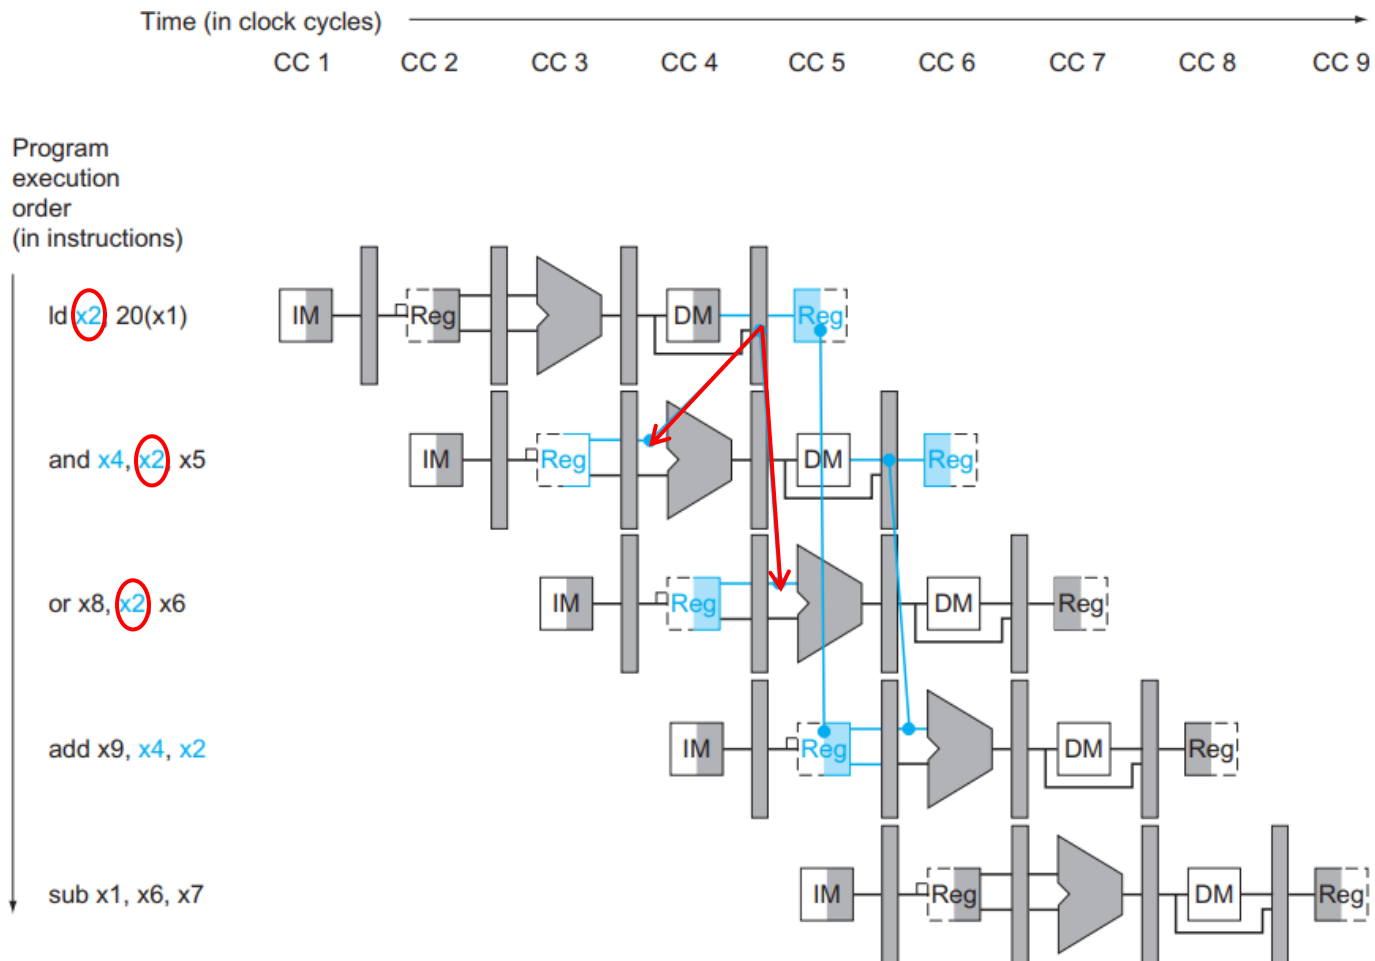 Time (in clock cycles)
CC 1 CC 2 CC 3 CC 4 CC 5 CC 6 CC 7 CC 8 CC 9
Program
execution
order
(in instructions)
ld x2, 20(x1) IM Reg DM Reg
and x4, x2, x5 IM Reg DM Reg
or x8, x2, x6 IM Reg DM Reg
add x9, x4, x2 IM Reg DM Reg
sub x1, x6, x7 IM Reg DM Reg